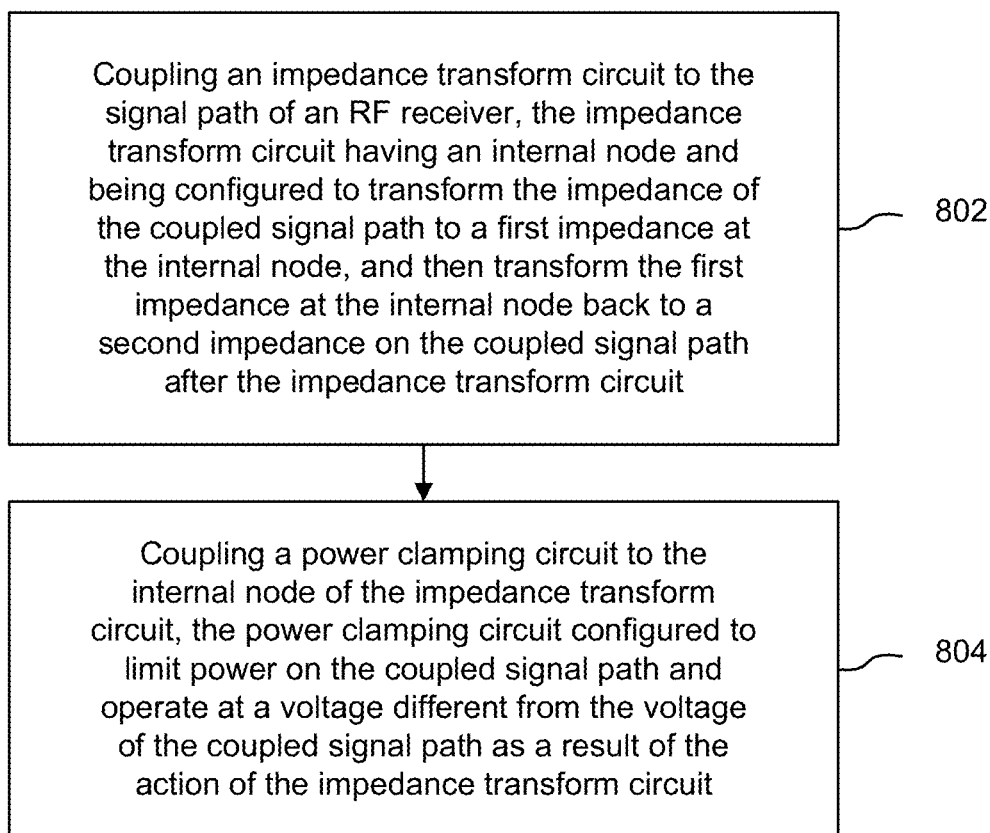 Coupling an impedance transform circuit to the
signal path of an RF receiver, the impedance
transform circuit having an internal node and
being configured to transform the impedance of
the coupled signal path to a first impedance at
the internal node, and then transform the first
impedance at the internal node back to a
second impedance on the coupled signal path
after the impedance transform circuit
802
Coupling a power clamping circuit to the
internal node of the impedance transform
circuit, the power clamping circuit configured to
limit power on the coupled signal path and
operate at a voltage different from the voltage
of the coupled signal path as a result of the
action of the impedance transform circuit
804